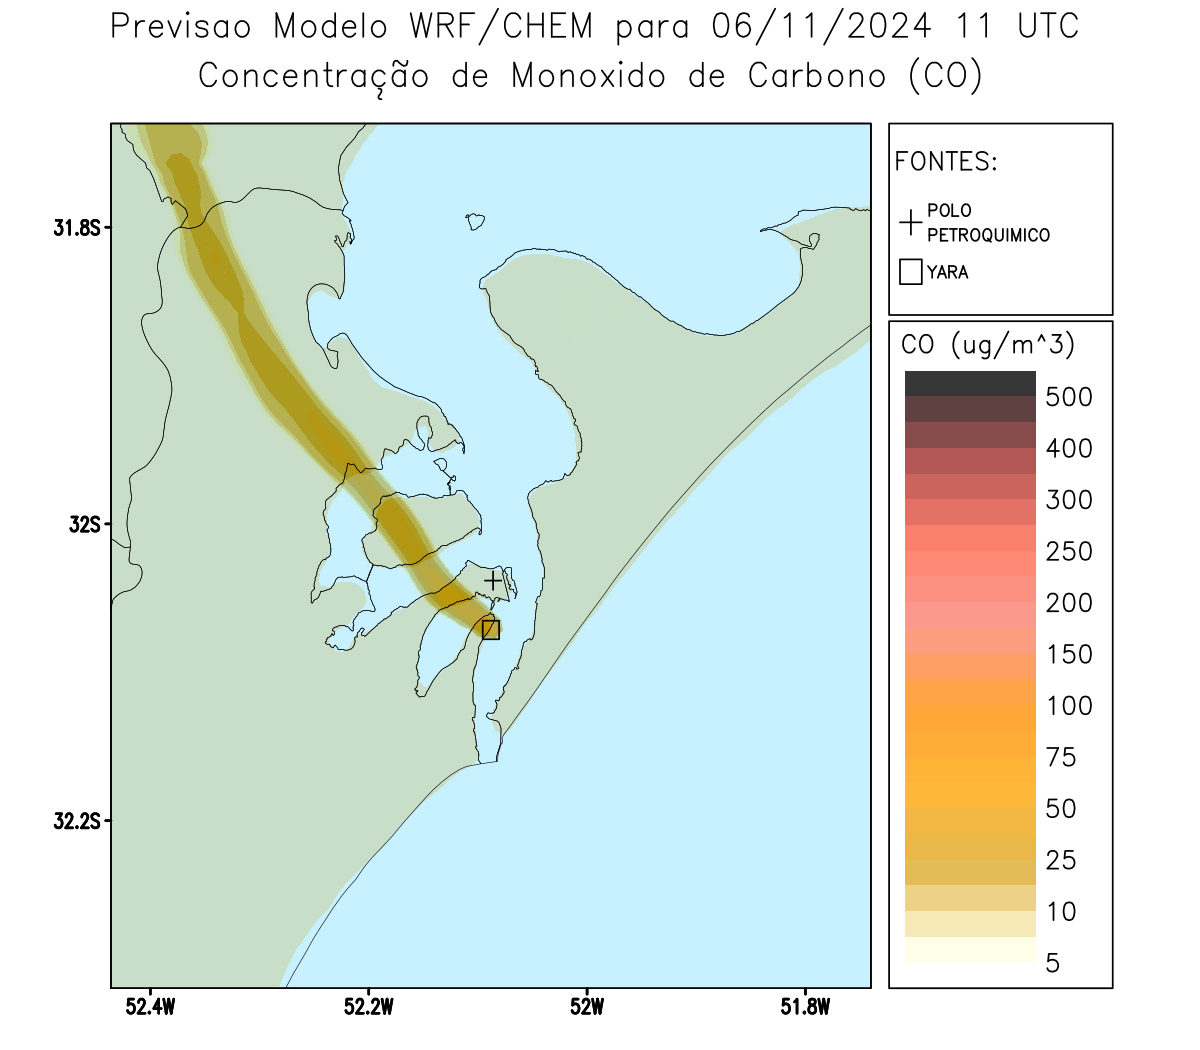 Previsao Modelo WRF/CHEM para 06/11/2024 11 UTC
Concentração de Monoxido de Carbono (CO)
FONTES:
POLO
PETROQUIMICO
YARA
CO (ug/m^3)
500
400
300
250
200
150
100
75
50
25
10
5
31.8S
32S
32.2S
52.4W
52.2W
52W
51.8W